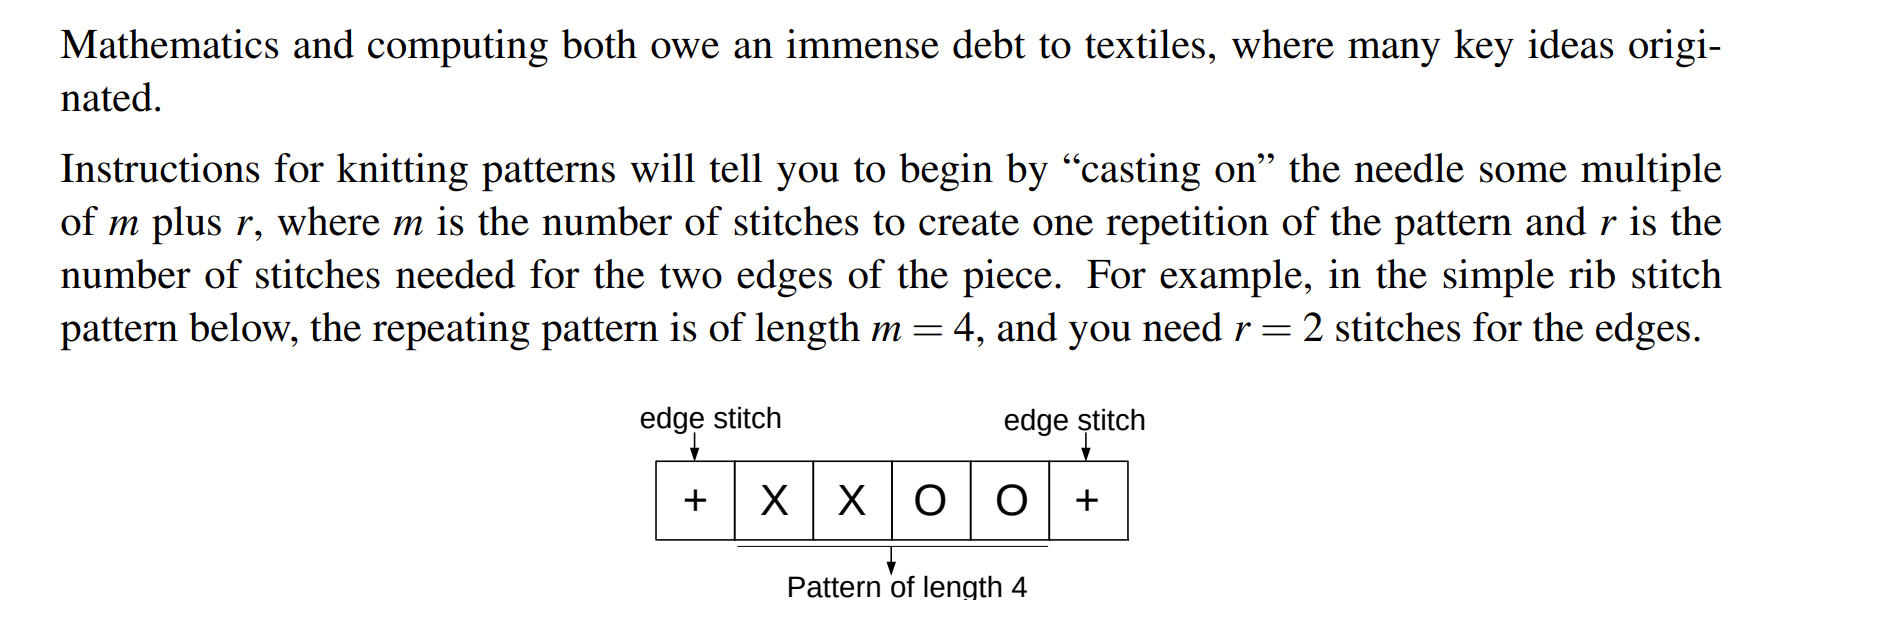 Mathematics and computing both owe an immense debt to textiles, where many key ideas origi-
nated.
Instructions for knitting patterns will tell you to begin by “casting on” the needle some multiple
of m plus r, where m is the number of stitches to create one repetition of the pattern and r is the
number of stitches needed for the two edges of the piece. For example, in the simple rib stitch
pattern below, the repeating pattern is of length m = 4, and you need r = 2 stitches for the edges.
edge stitch edge stitch
+ X X O O +
Pattern of length 4